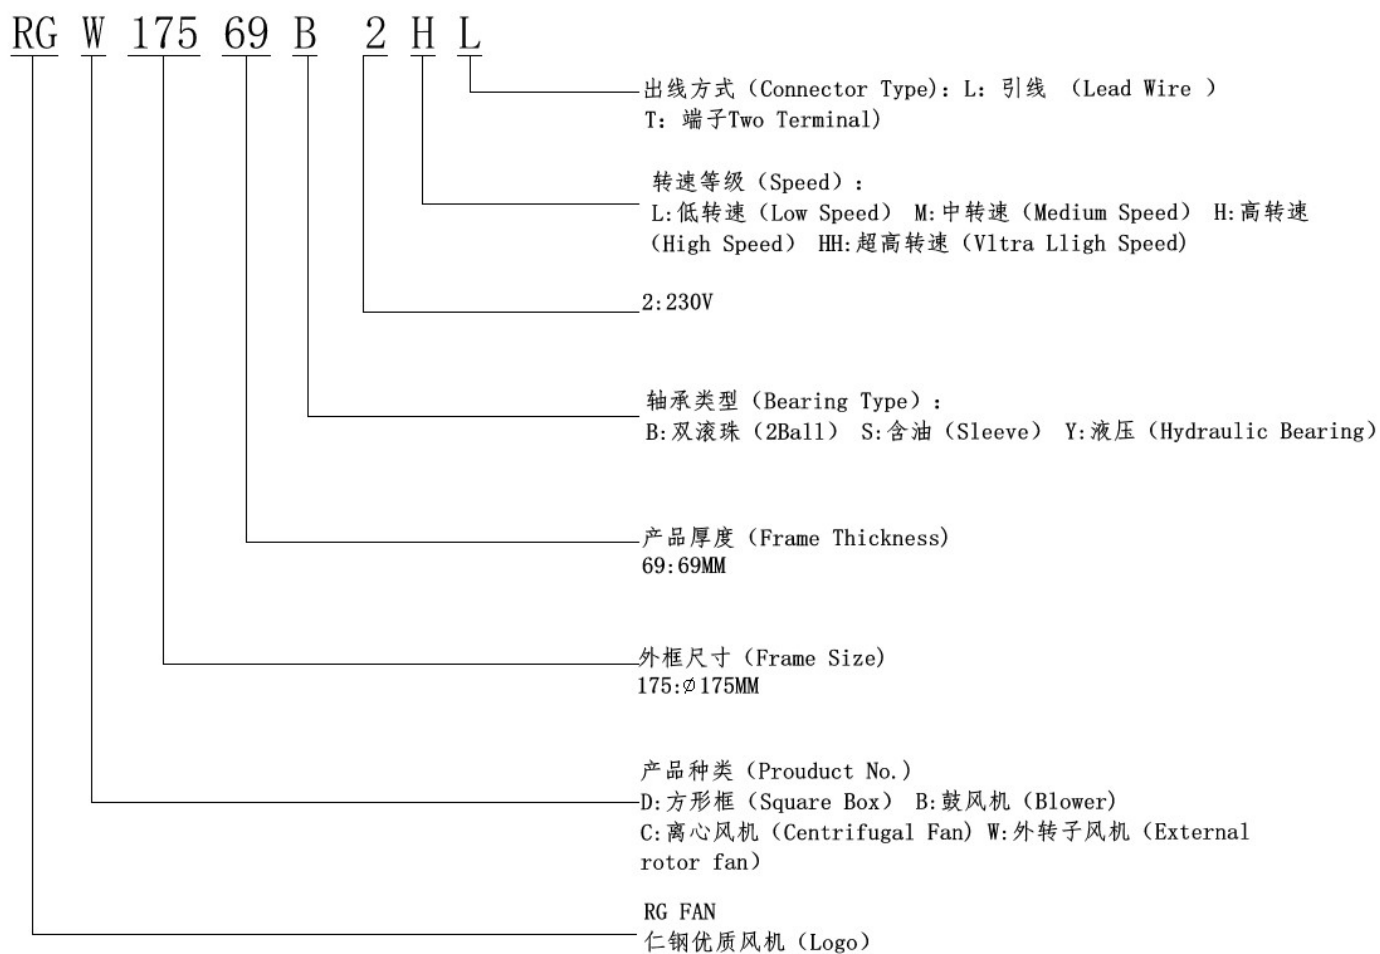 RG W 175 69 B 2 H L
出线方式（Connector Type): L: 引线 （Lead Wire ）
T: 端子Two Terminal)
转速等级（Speed）:
L:低转速（Low Speed） M:中转速（Medium Speed） H:高转速
（High Speed） HH:超高转速（Vltra Lligh Speed)
2:230V
轴承类型（Bearing Type）:
B:双滚珠（2Ball） S:含油（Sleeve） Y:液压（Hydraulic Bearing）
产品厚度（Frame Thickness)
69:69MM
外框尺寸（Frame Size)
175:∅175MM
产品种类（Prouduct No.)
D:方形框（Square Box） B:鼓风机（Blower)
C:离心风机（Centrifugal Fan) W:外转子风机（External
rotor fan）
RG FAN
仁钢优质风机（Logo）